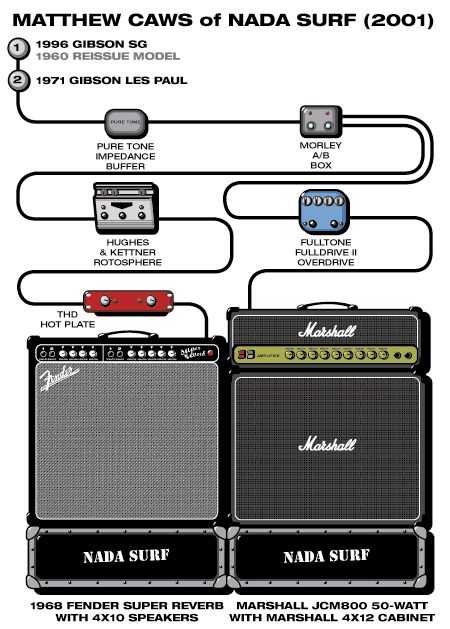 MATTHEW CAWS of NADA SURF (2001)
1 1996 GIBSON SG
1960 REISSUE MODEL
2 1971 GIBSON LES PAUL
PURE TONE
PURE TONE
IMPEDANCE
BUFFER
MORLEY
A/B
BOX
HUGHES
& KETTNER
ROTOSPHERE
FULLTONE
FULLDRIVE II
OVERDRIVE
THD
HOT PLATE
Super
Reverb
Fender
Marshall
AMPLIFIER
Marshall
NADA SURF
NADA SURF
1968 FENDER SUPER REVERB
WITH 4X10 SPEAKERS
MARSHALL JCM800 50-WATT
WITH MARSHALL 4X12 CABINET